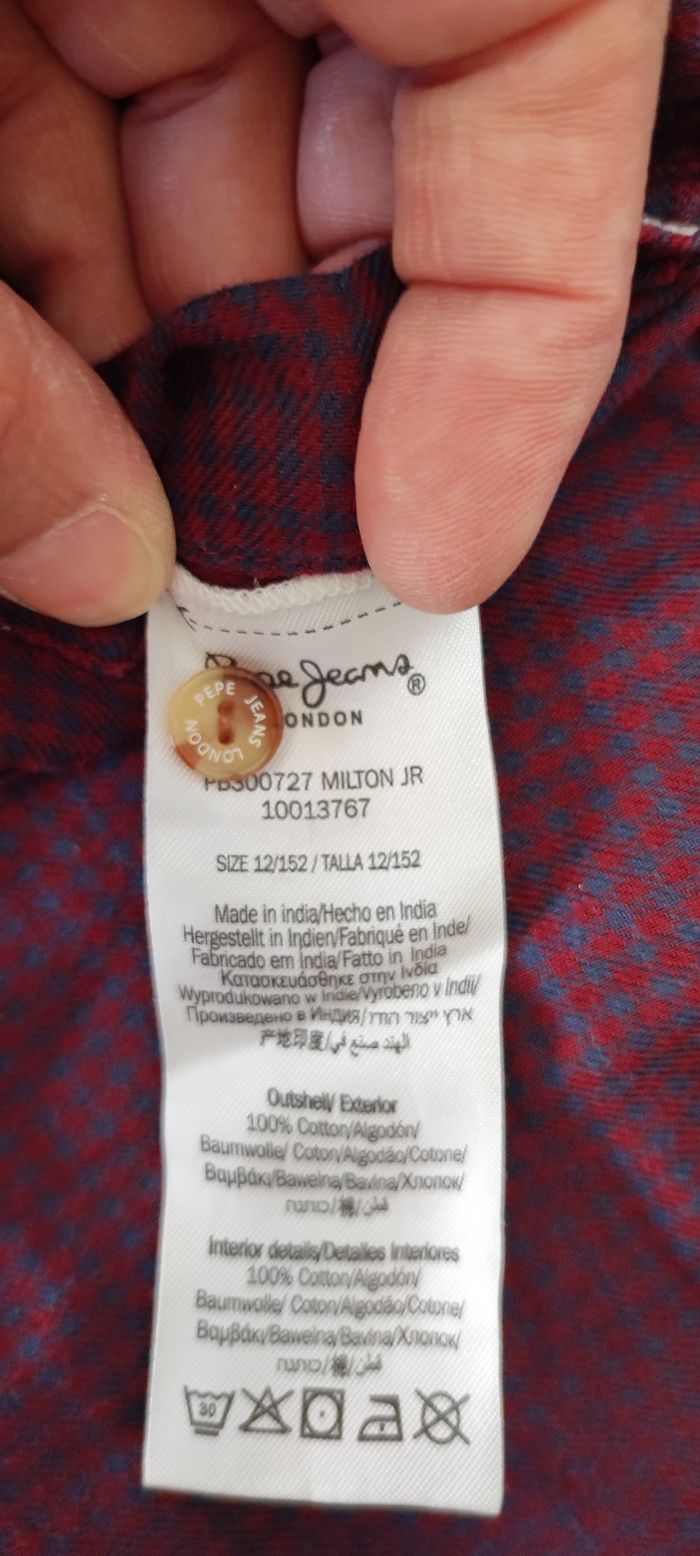 Pepe Jeans®
LONDON
PEPE JEANS LONDON
PB300727 MILTON JR
10013767
SIZE 12/152 / TALLA 12/152
Made in india/Hecho en India
Hergestellt in Indien/Fabriqué en Inde/
Fabricado em Índia/Fatto in India
Κατασκευάσθηκε στην Ινδία
Wyprodukowano w Indie/Vyrobeno v Indii/
Произведено в ИНДИЯ/ארץ ייצור הודו
产地印度/الهند صنع في
Outshell/ Exterior
100% Cotton/Algodón/
Baumwolle/ Coton/Algodão/Cotone/
Βαμβάκι/Bawelna/Bavlna/Хлопок/
כותנה/棉/قطن
Interior details/Detalles Interiores
100% Cotton/Algodón/
Baumwolle/ Coton/Algodão/Cotone/
Βαμβάκι/Bawelna/Bavlna/Хлопок/
כותנה/棉/قطن
30